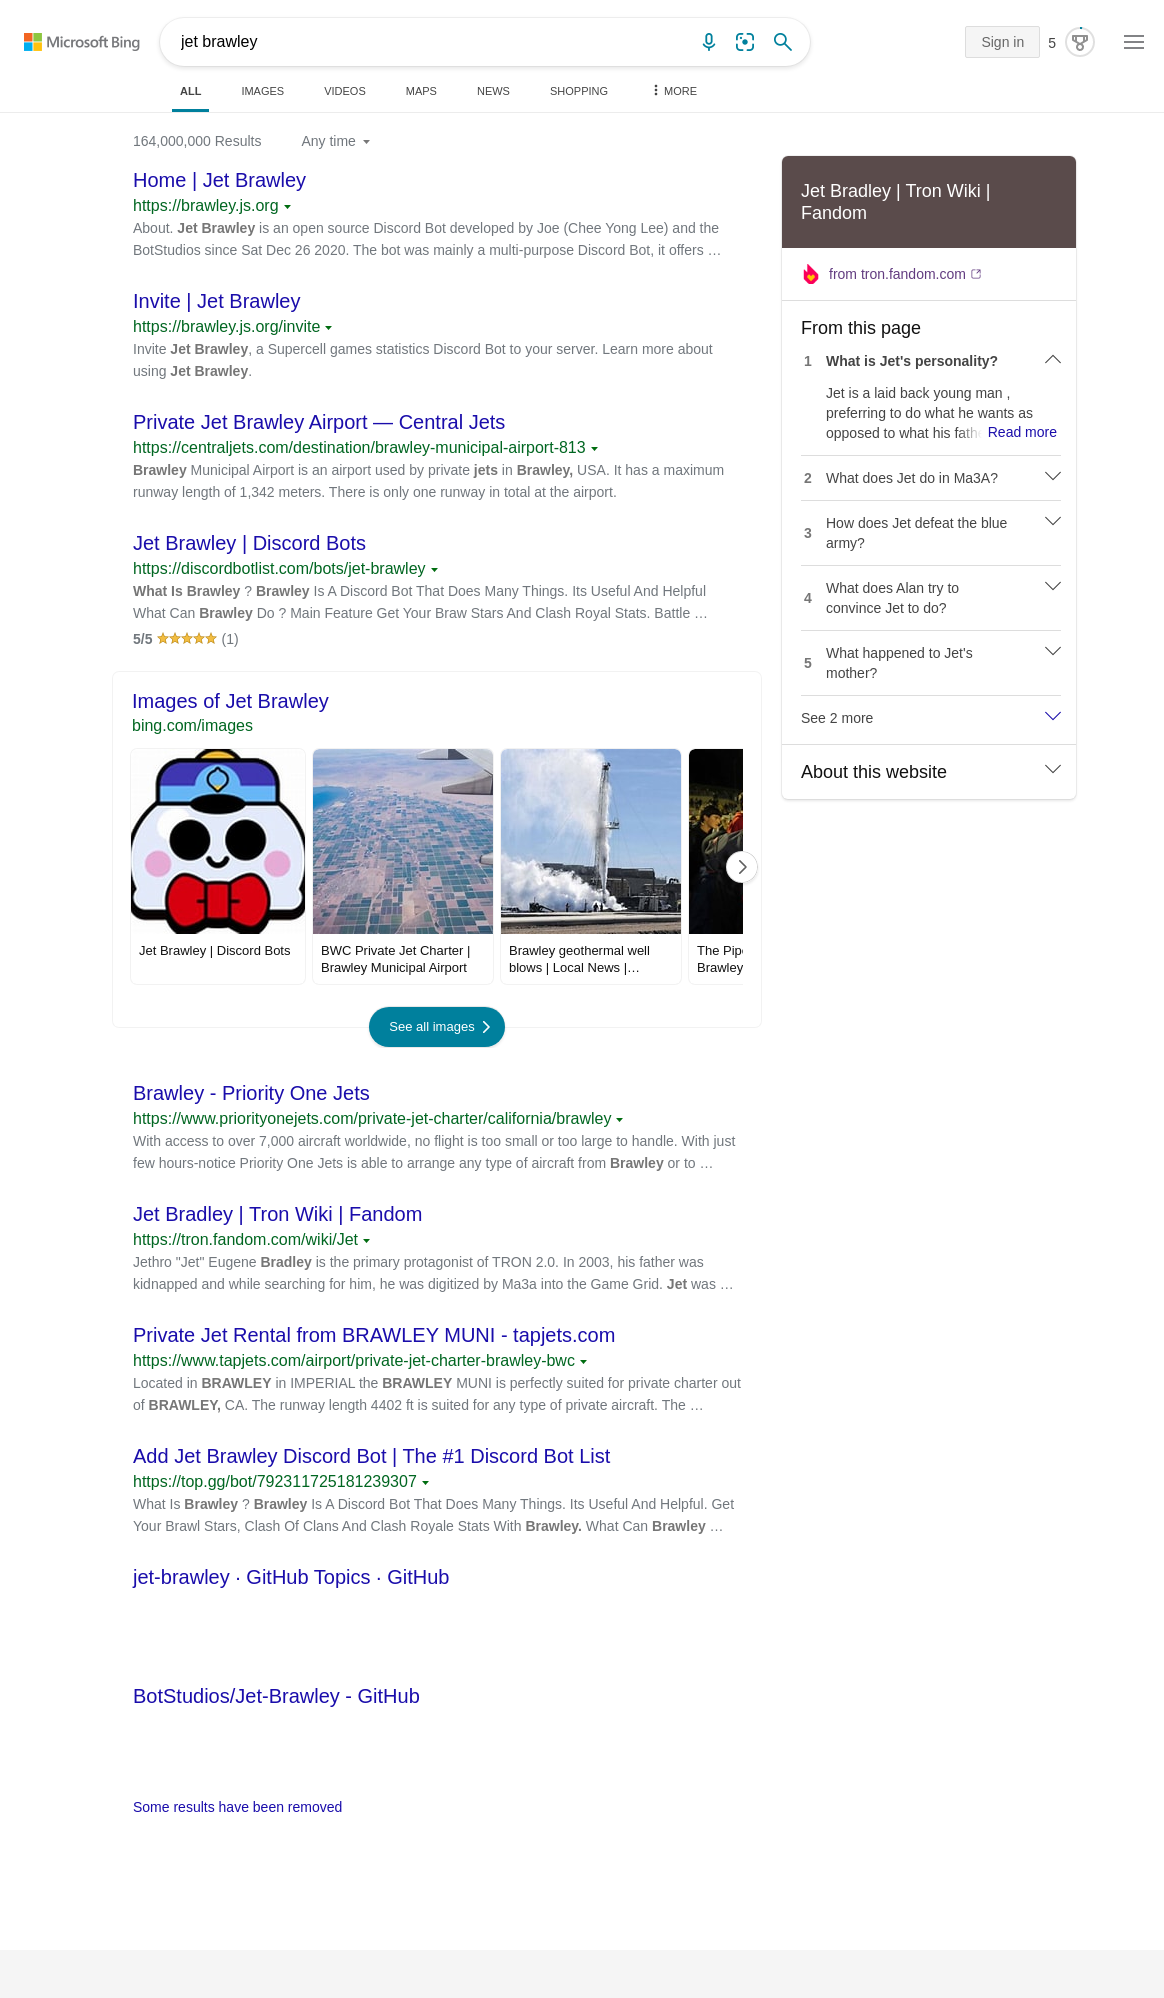 Microsoft Bing
jet brawley
Sign in
5
ALL
IMAGES
VIDEOS
MAPS
NEWS
SHOPPING
MORE
164,000,000 Results
Any time
Home | Jet Brawley
https://brawley.js.org
About. Jet Brawley is an open source Discord Bot developed by Joe (Chee Yong Lee) and the
BotStudios since Sat Dec 26 2020. The bot was mainly a multi-purpose Discord Bot, it offers …
Invite | Jet Brawley
https://brawley.js.org/invite
Invite Jet Brawley, a Supercell games statistics Discord Bot to your server. Learn more about
using Jet Brawley.
Private Jet Brawley Airport — Central Jets
https://centraljets.com/destination/brawley-municipal-airport-813
Brawley Municipal Airport is an airport used by private jets in Brawley, USA. It has a maximum
runway length of 1,342 meters. There is only one runway in total at the airport.
Jet Brawley | Discord Bots
https://discordbotlist.com/bots/jet-brawley
What Is Brawley ? Brawley Is A Discord Bot That Does Many Things. Its Useful And Helpful
What Can Brawley Do ? Main Feature Get Your Braw Stars And Clash Royal Stats. Battle …
5/5 (1)
Images of Jet Brawley
bing.com/images
Jet Brawley | Discord Bots
BWC Private Jet Charter |
Brawley Municipal Airport
Brawley geothermal well
blows | Local News |…
The Pip
Brawley
See all images
Brawley - Priority One Jets
https://www.priorityonejets.com/private-jet-charter/california/brawley
With access to over 7,000 aircraft worldwide, no flight is too small or too large to handle. With just
few hours-notice Priority One Jets is able to arrange any type of aircraft from Brawley or to …
Jet Bradley | Tron Wiki | Fandom
https://tron.fandom.com/wiki/Jet
Jethro "Jet" Eugene Bradley is the primary protagonist of TRON 2.0. In 2003, his father was
kidnapped and while searching for him, he was digitized by Ma3a into the Game Grid. Jet was …
Private Jet Rental from BRAWLEY MUNI - tapjets.com
https://www.tapjets.com/airport/private-jet-charter-brawley-bwc
Located in BRAWLEY in IMPERIAL the BRAWLEY MUNI is perfectly suited for private charter out
of BRAWLEY, CA. The runway length 4402 ft is suited for any type of private aircraft. The …
Add Jet Brawley Discord Bot | The #1 Discord Bot List
https://top.gg/bot/792311725181239307
What Is Brawley ? Brawley Is A Discord Bot That Does Many Things. Its Useful And Helpful. Get
Your Brawl Stars, Clash Of Clans And Clash Royale Stats With Brawley. What Can Brawley …
jet-brawley · GitHub Topics · GitHub
BotStudios/Jet-Brawley - GitHub
Some results have been removed
Jet Bradley | Tron Wiki |
Fandom
from tron.fandom.com
From this page
1 What is Jet's personality?
Jet is a laid back young man ,
preferring to do what he wants as
opposed to what his fath Read more
2 What does Jet do in Ma3A?
3 How does Jet defeat the blue
army?
4 What does Alan try to
convince Jet to do?
5 What happened to Jet's
mother?
See 2 more
About this website